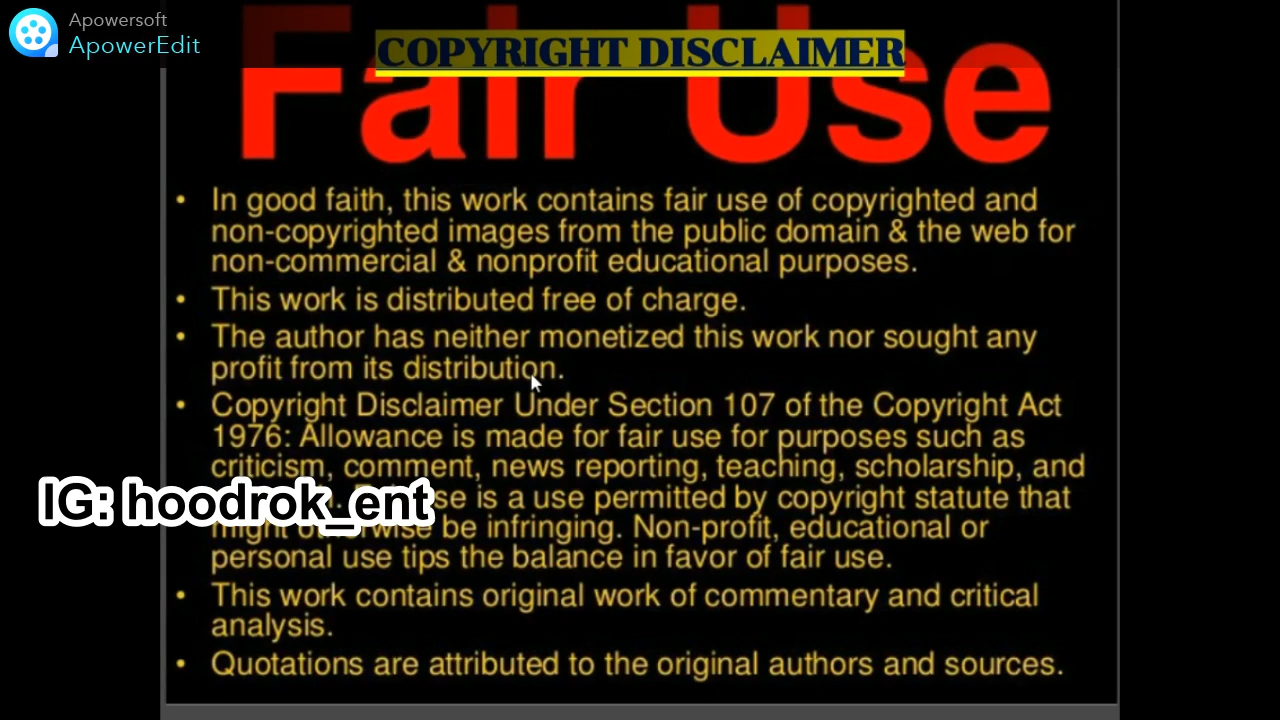 Apowersoft
ApowerEdit
COPYRIGHT DISCLAIMER
Fair Use
• In good faith, this work contains fair use of copyrighted and
non-copyrighted images from the public domain & the web for
non-commercial & nonprofit educational purposes.
• This work is distributed free of charge.
• The author has neither monetized this work nor sought any
profit from its distribution.
• Copyright Disclaimer Under Section 107 of the Copyright Act
1976: Allowance is made for fair use for purposes such as
criticism, comment, news reporting, teaching, scholarship, and
IG: hoodrok_ent
is a use permitted by copyright statute that
might otherwise be infringing. Non-profit, educational or
personal use tips the balance in favor of fair use.
• This work contains original work of commentary and critical
analysis.
• Quotations are attributed to the original authors and sources.